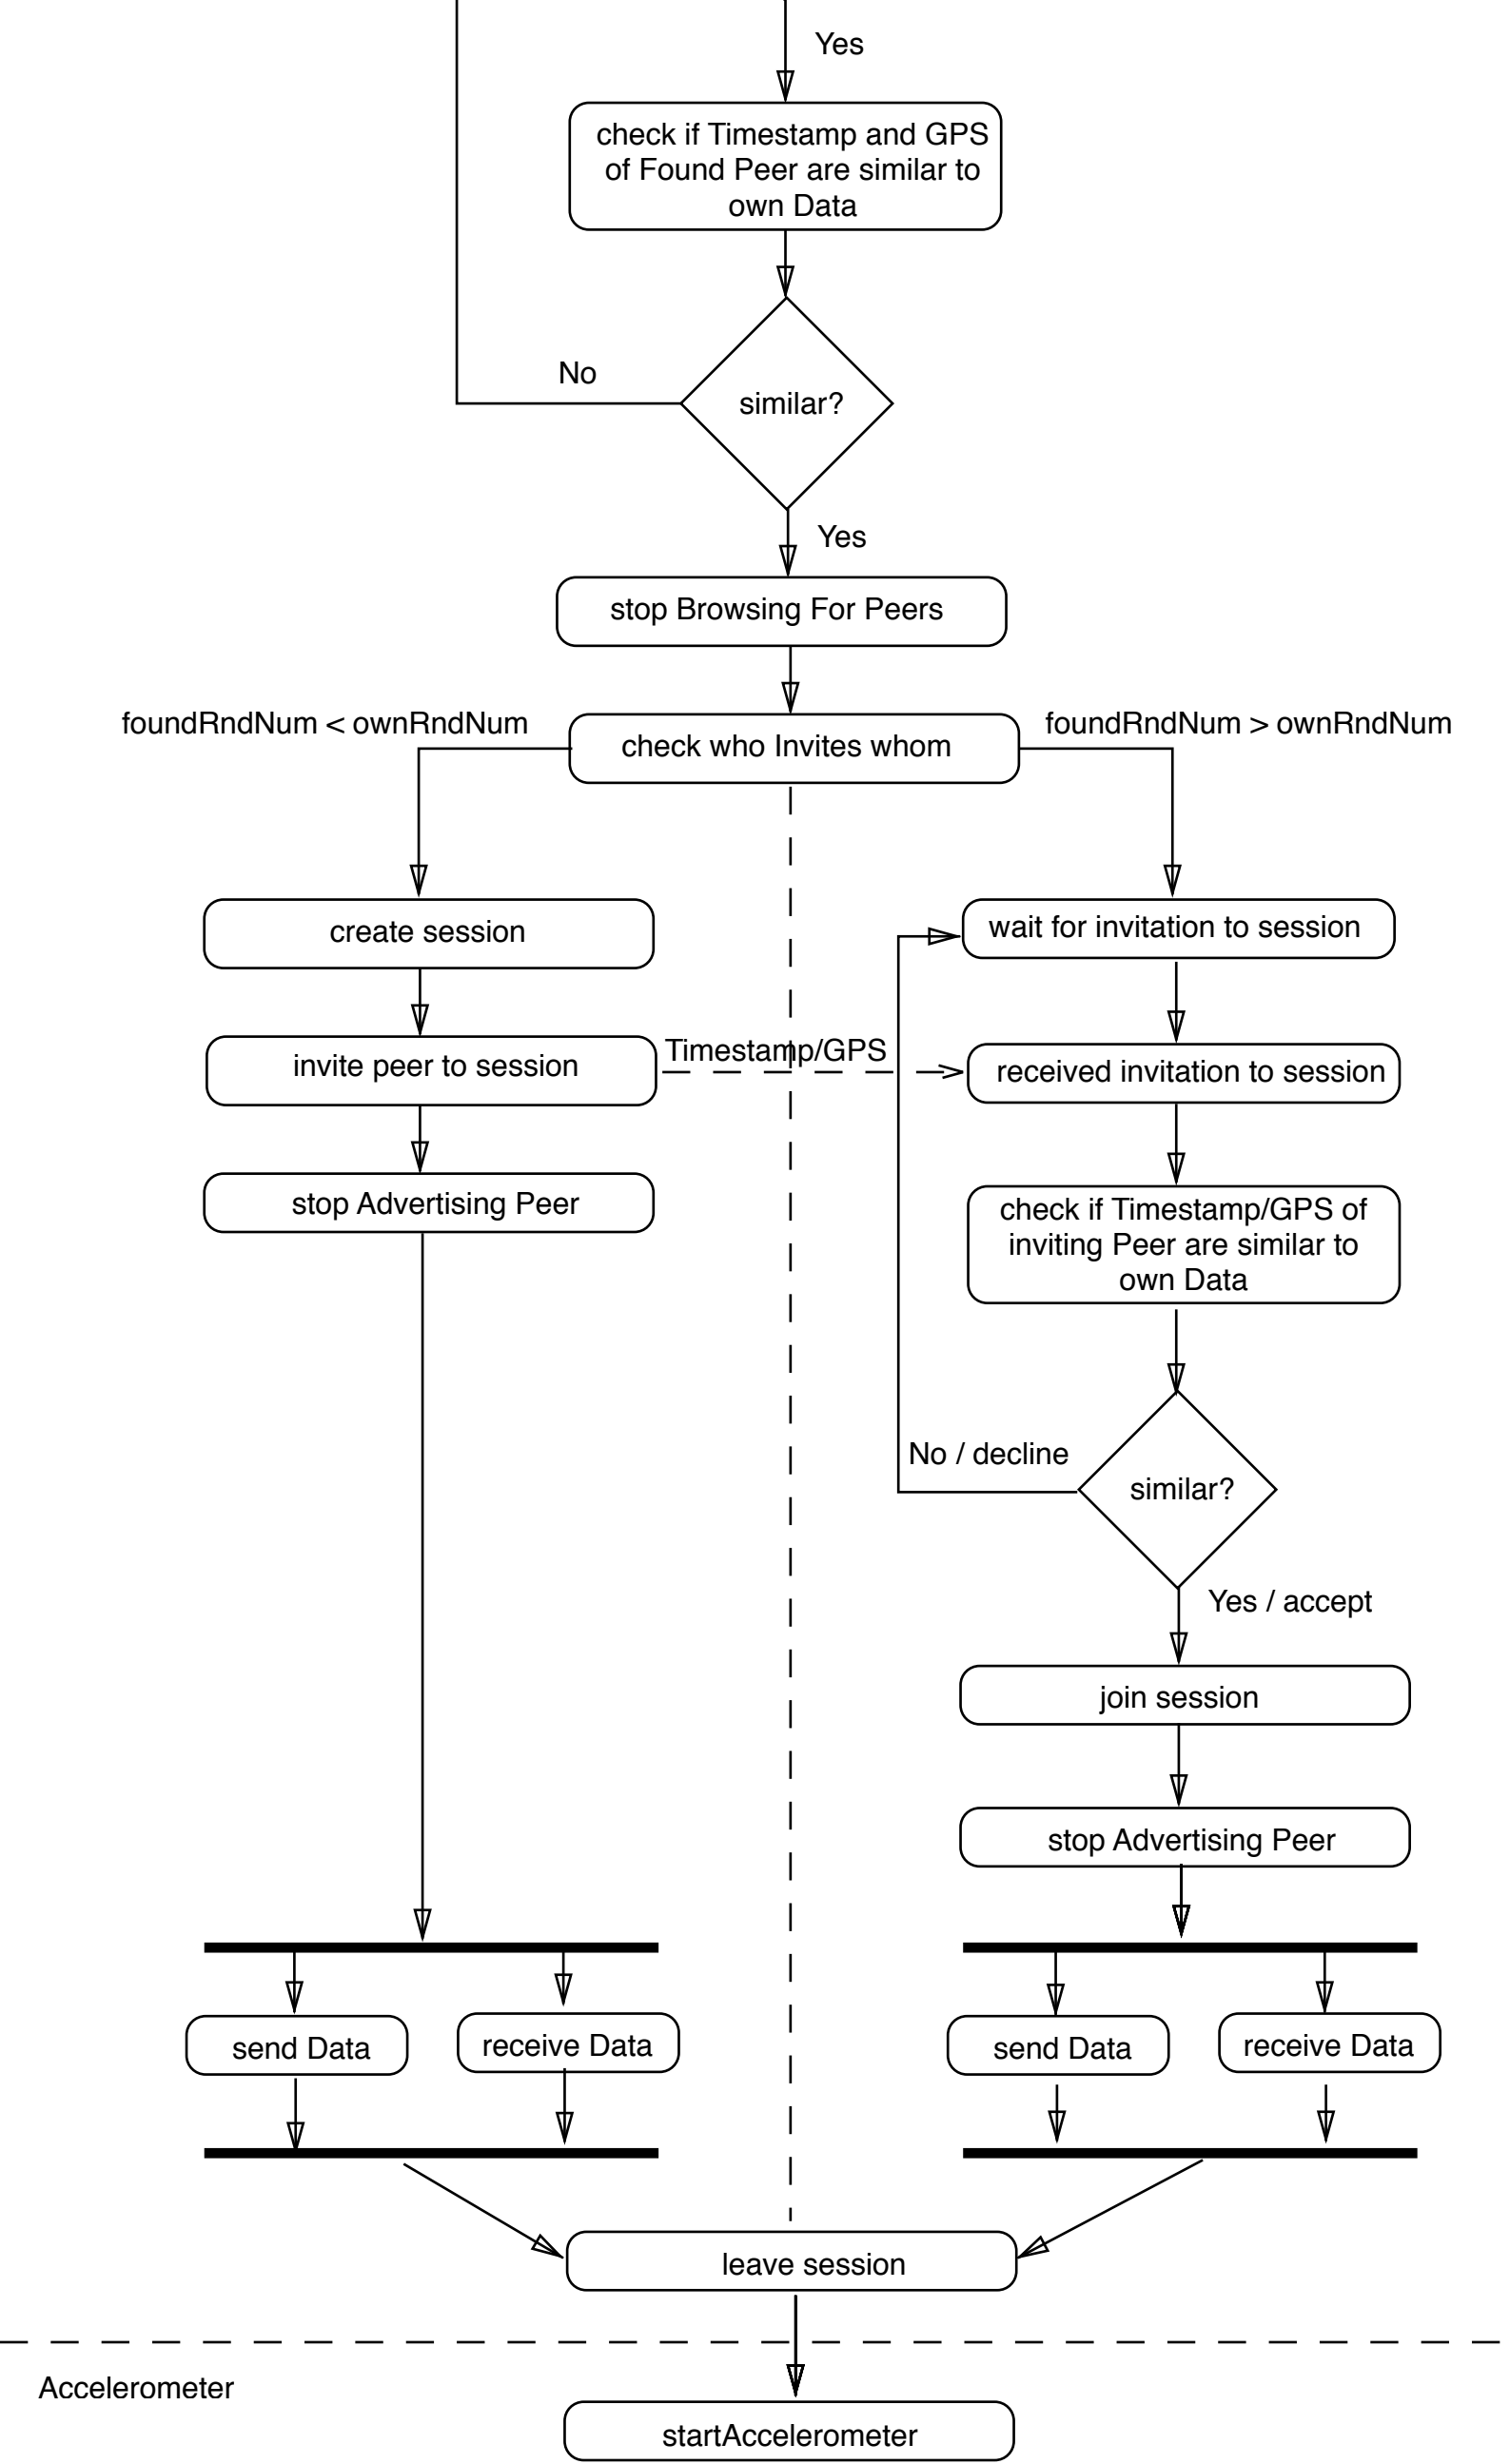 Yes
check if Timestamp and GPS
of Found Peer are similar to
own Data
No
similar?
Yes
stop Browsing For Peers
foundRndNum < ownRndNum
foundRndNum > ownRndNum
check who Invites whom
create session
wait for invitation to session
invite peer to session
Timestamp/GPS
received invitation to session
stop Advertising Peer
check if Timestamp/GPS of
inviting Peer are similar to
own Data
No / decline
similar?
Yes / accept
join session
stop Advertising Peer
send Data
receive Data
send Data
receive Data
leave session
Accelerometer
startAccelerometer